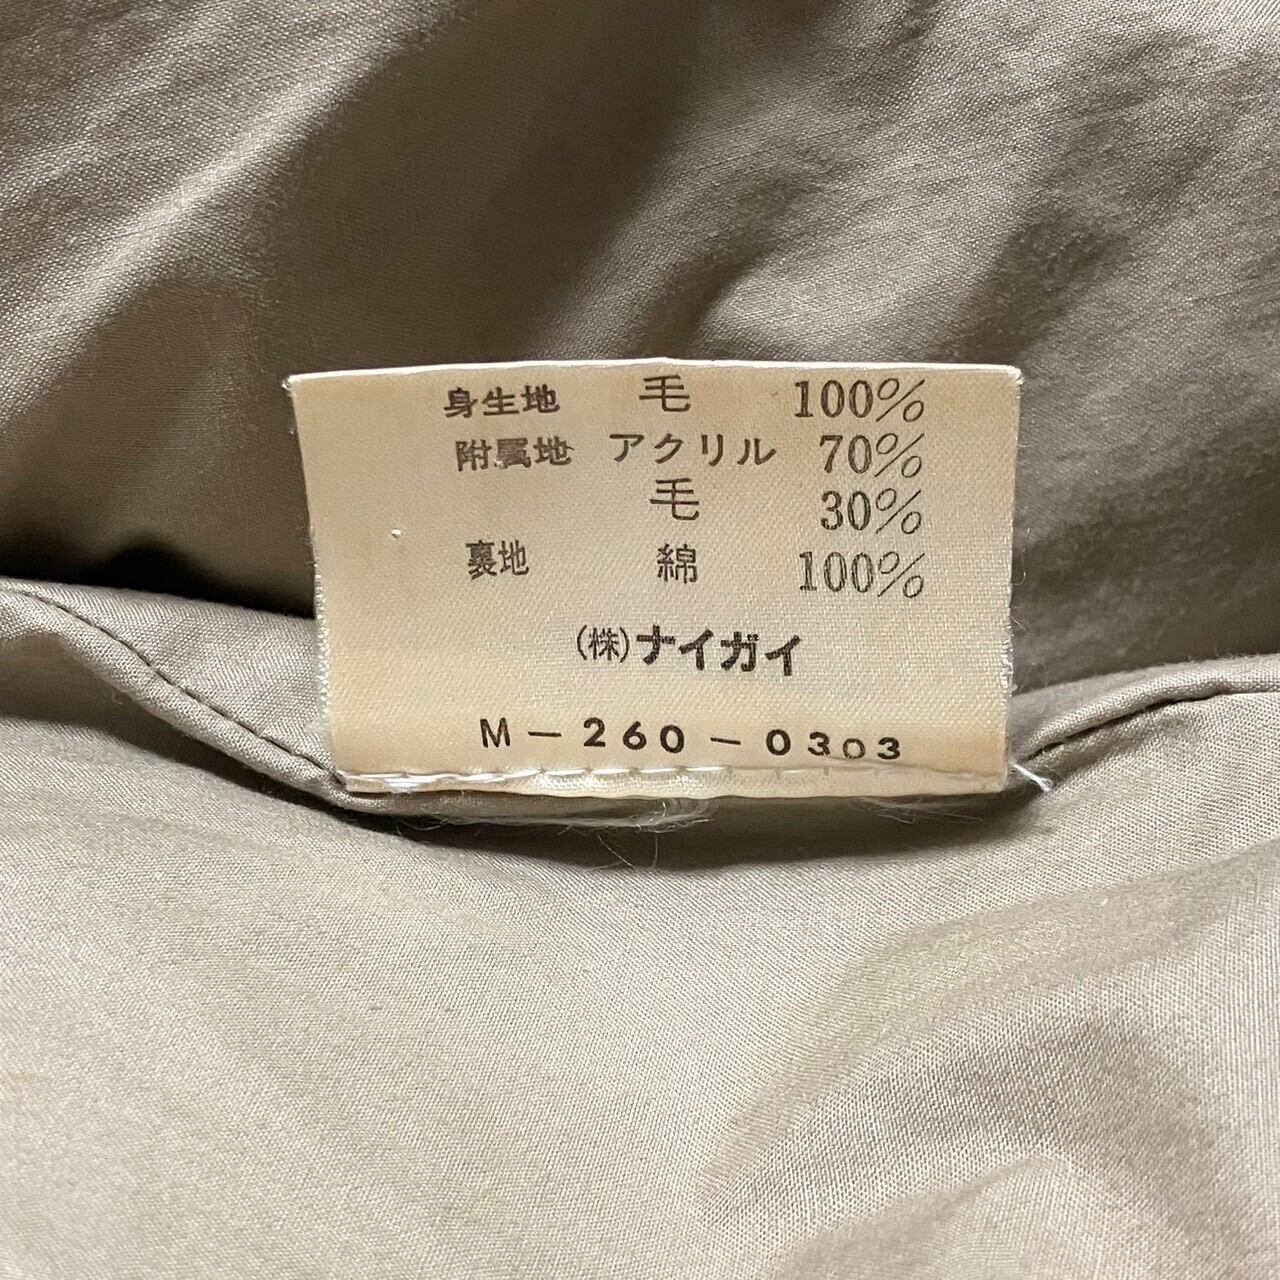 身生地 毛 100%
附属地 アクリル 70%
毛 30%
裏地 綿 100%
(株)ナイガイ
M-260-0303